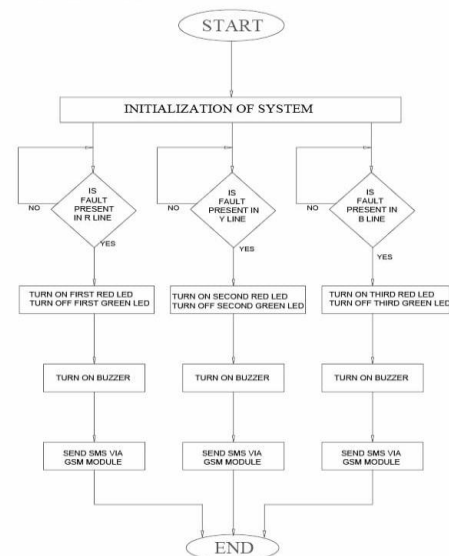 START
INITIALIZATION OF SYSTEM
IS
FAULT
PRESENT
IN R LINE
NO
YES
IS
FAULT
PRESENT IN
Y LINE
NO
YES
IS
FAULT
PRESENT IN
B LINE
NO
YES
TURN ON FIRST RED LED
TURN OFF FIRST GREEN LED
TURN ON SECOND RED LED
TURN OFF SECOND GREEN LED
TURN ON THIRD RED LED
TURN OFF THIRD GREEN LED
TURN ON BUZZER
TURN ON BUZZER
TURN ON BUZZER
SEND SMS VIA
GSM MODULE
SEND SMS VIA
GSM MODULE
SEND SMS VIA
GSM MODULE
END